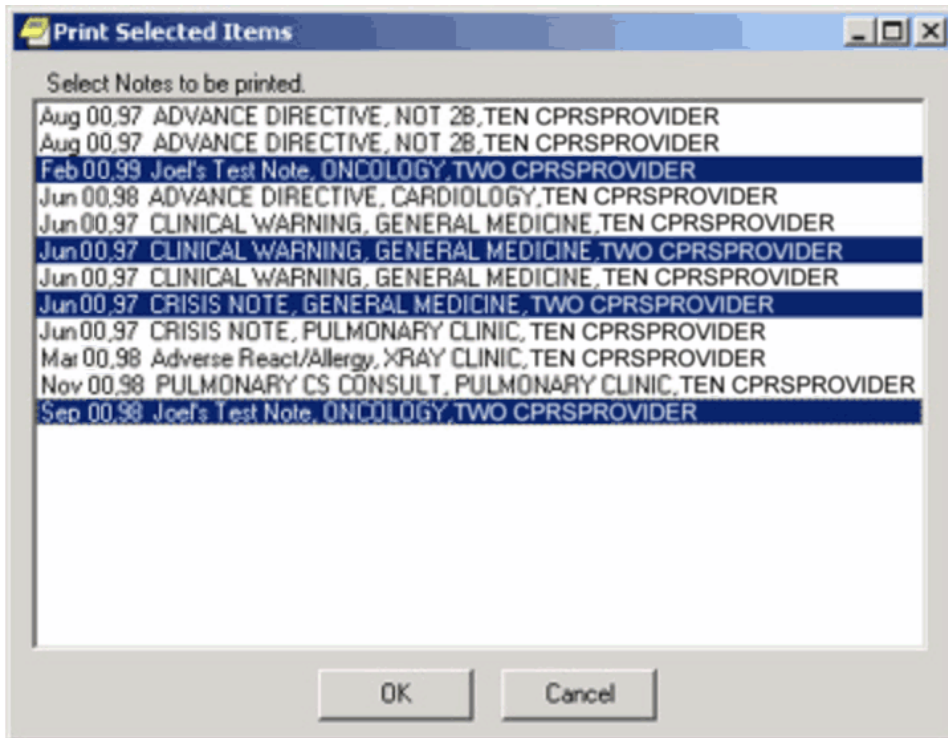 Print Selected Items
Select Notes to be printed.
Aug 00,97 ADVANCE DIRECTIVE, NOT 2B,TEN CPRSPROVIDER
Aug 00,97 ADVANCE DIRECTIVE, NOT 2B,TEN CPRSPROVIDER
Feb 00,99 Joel's Test Note, ONCOLOGY,TWO CPRSPROVIDER
Jun 00,98 ADVANCE DIRECTIVE, CARDIOLOGY,TEN CPRSPROVIDER
Jun 00,97 CLINICAL WARNING, GENERAL MEDICINE,TEN CPRSPROVIDER
Jun 00,97 CLINICAL WARNING, GENERAL MEDICINE,TWO CPRSPROVIDER
Jun 00,97 CLINICAL WARNING, GENERAL MEDICINE, TEN CPRSPROVIDER
Jun 00,97 CRISIS NOTE, GENERAL MEDICINE,TWO CPRSPROVIDER
Jun 00,97 CRISIS NOTE, PULMONARY CLINIC,TEN CPRSPROVIDER
Mar 00,98 Adverse React/Allergy, XRAY CLINIC,TEN CPRSPROVIDER
Nov 00,98 PULMONARY CS CONSULT, PULMONARY CLINIC,TEN CPRSPROVIDER
Sep 00,98 Joel's Test Note, ONCOLOGY,TWO CPRSPROVIDER
OK Cancel